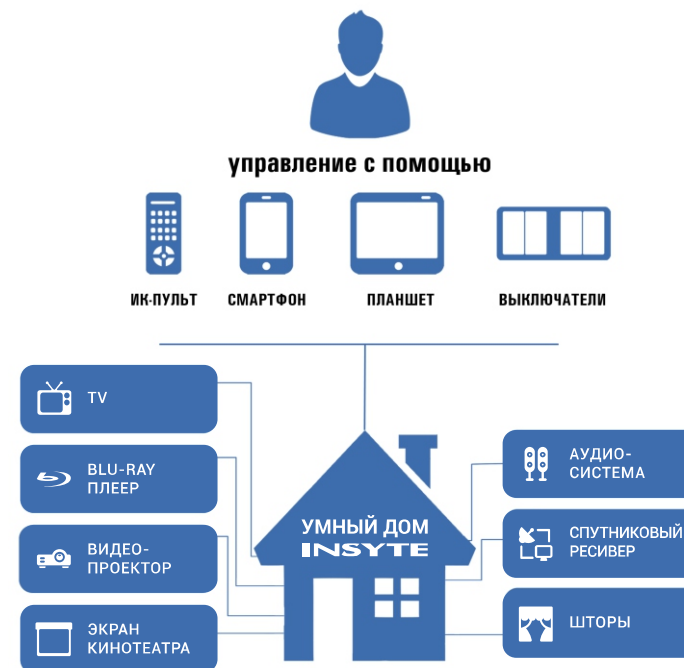 управление с помощью
ИК-ПУЛЬТ
СМАРТФОН
ПЛАНШЕТ
ВЫКЛЮЧАТЕЛИ
TV
BLU-RAY
ПЛЕЕР
ВИДЕО-
ПРОЕКТОР
ЭКРАН
КИНОТЕАТРА
УМНЫЙ ДОМ
INSYTE
АУДИО-
СИСТЕМА
СПУТНИКОВЫЙ
РЕСИВЕР
ШТОРЫ